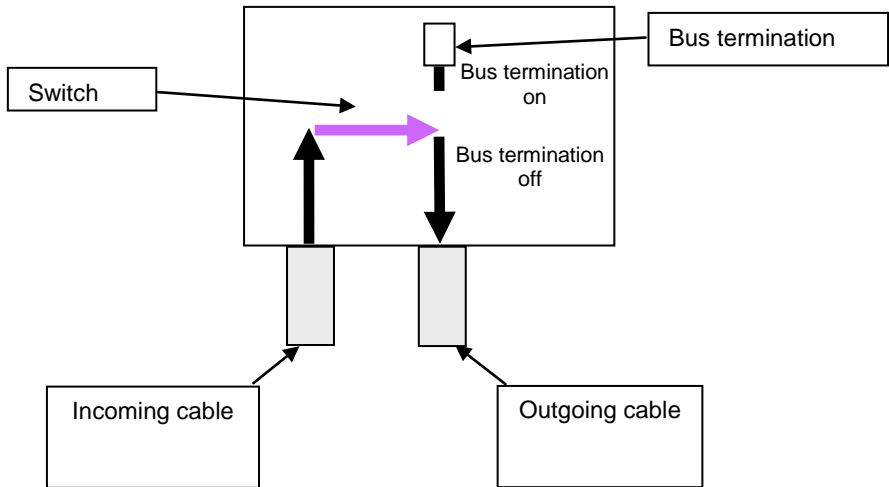 Bus termination
Bus termination
on
Switch
Bus termination
off
Incoming cable
Outgoing cable